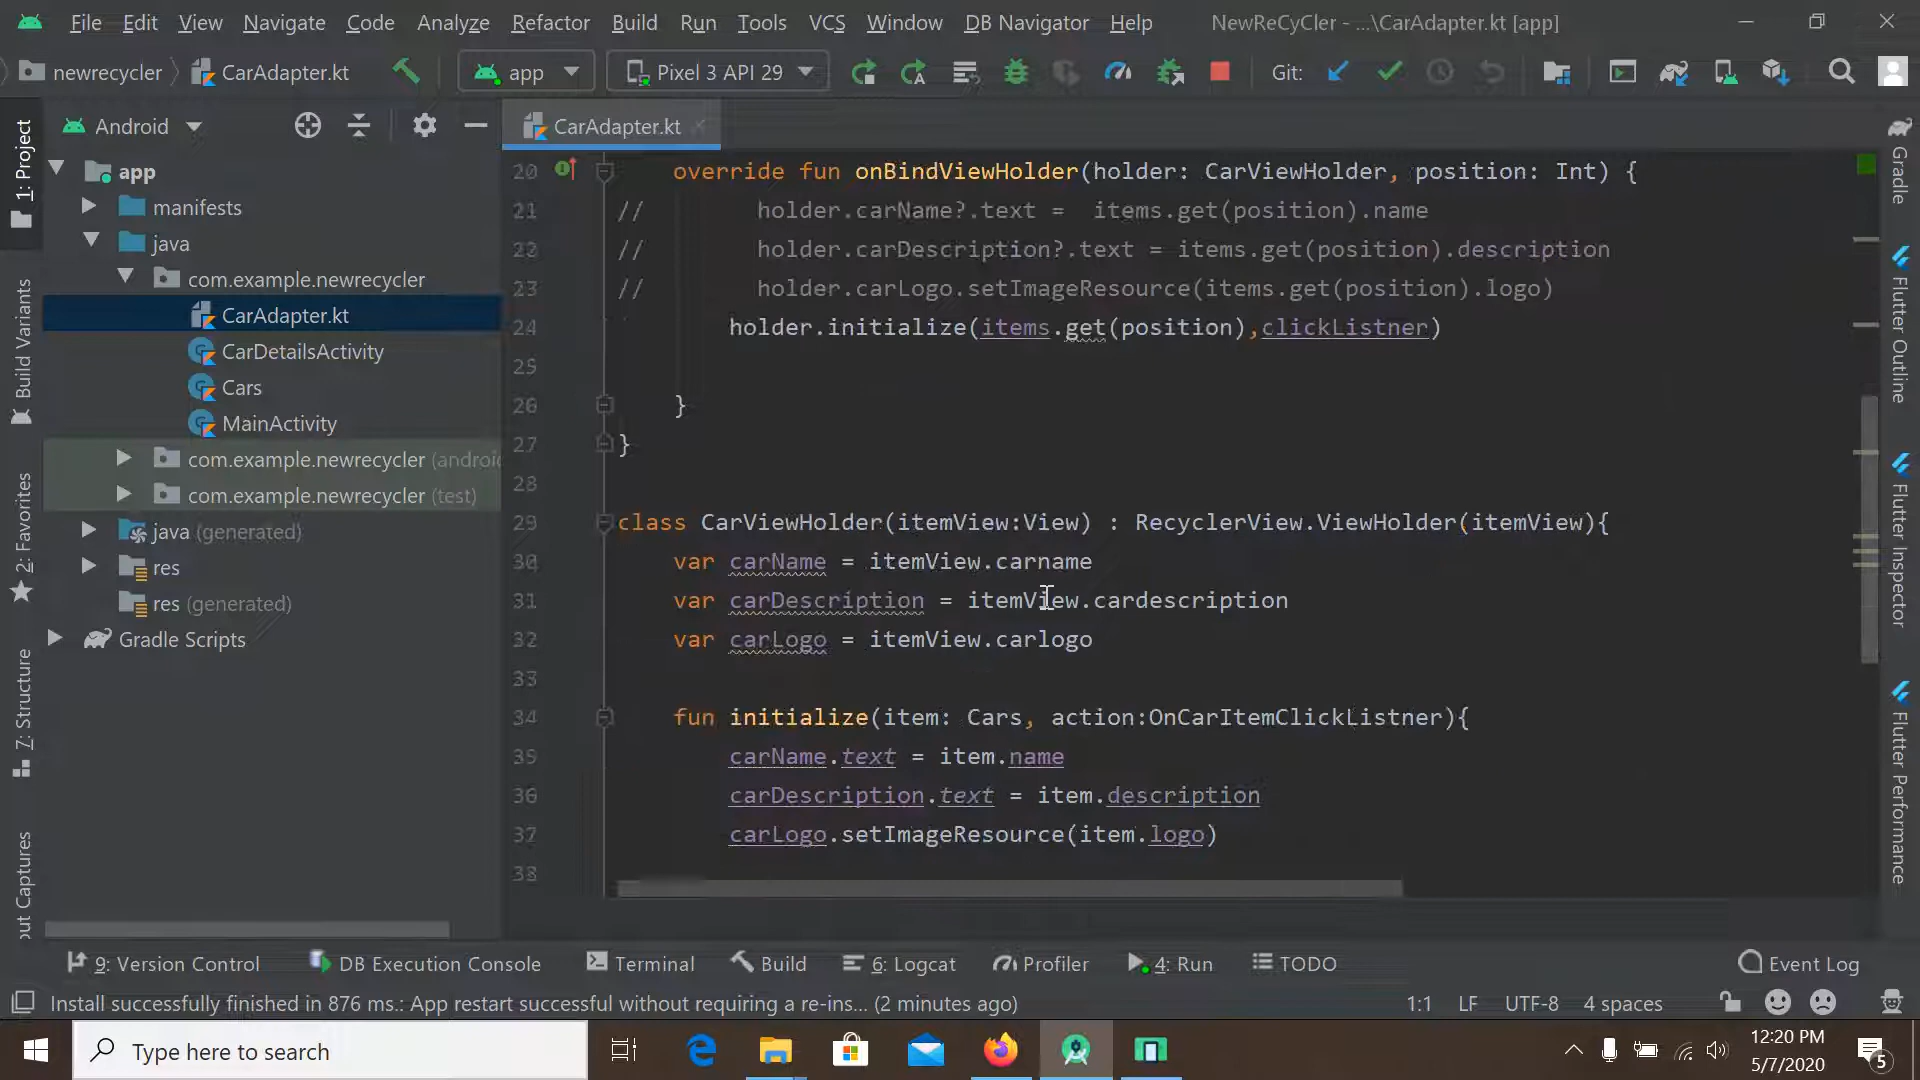 File Edit View Navigate Code Analyze Refactor Build Run Tools VCS Window DB Navigator Help NewReCyCler - ...\CarAdapter.kt [app]
newrecycler CarAdapter.kt app Pixel 3 API 29 Git:
Android
CarAdapter.kt
1: Project
Build Variants
2: Favorites
7: Structure
out Captures
app
manifests
java
com.example.newrecycler
CarAdapter.kt
CarDetailsActivity
Cars
MainActivity
com.example.newrecycler (androi
com.example.newrecycler (test)
java (generated)
res
res (generated)
Gradle Scripts
20 override fun onBindViewHolder(holder: CarViewHolder, position: Int) {
21 // holder.carName?.text = items.get(position).name
22 // holder.carDescription?.text = items.get(position).description
23 // holder.carLogo.setImageResource(items.get(position).logo)
24 holder.initialize(items.get(position),clickListner)
25
26 }
27 }
28
29 class CarViewHolder(itemView:View) : RecyclerView.ViewHolder(itemView){
30 var carName = itemView.carname
31 var carDescription = itemView.cardescription
32 var carLogo = itemView.carlogo
33
34 fun initialize(item: Cars, action:OnCarItemClickListner){
35 carName.text = item.name
36 carDescription.text = item.description
37 carLogo.setImageResource(item.logo)
38
Gradle
Flutter Outline
Flutter Inspector
Flutter Performance
9: Version Control DB Execution Console Terminal Build 6: Logcat Profiler 4: Run TODO Event Log
Install successfully finished in 876 ms.: App restart successful without requiring a re-ins... (2 minutes ago) 1:1 LF UTF-8 4 spaces
Type here to search
12:20 PM
5/7/2020
5